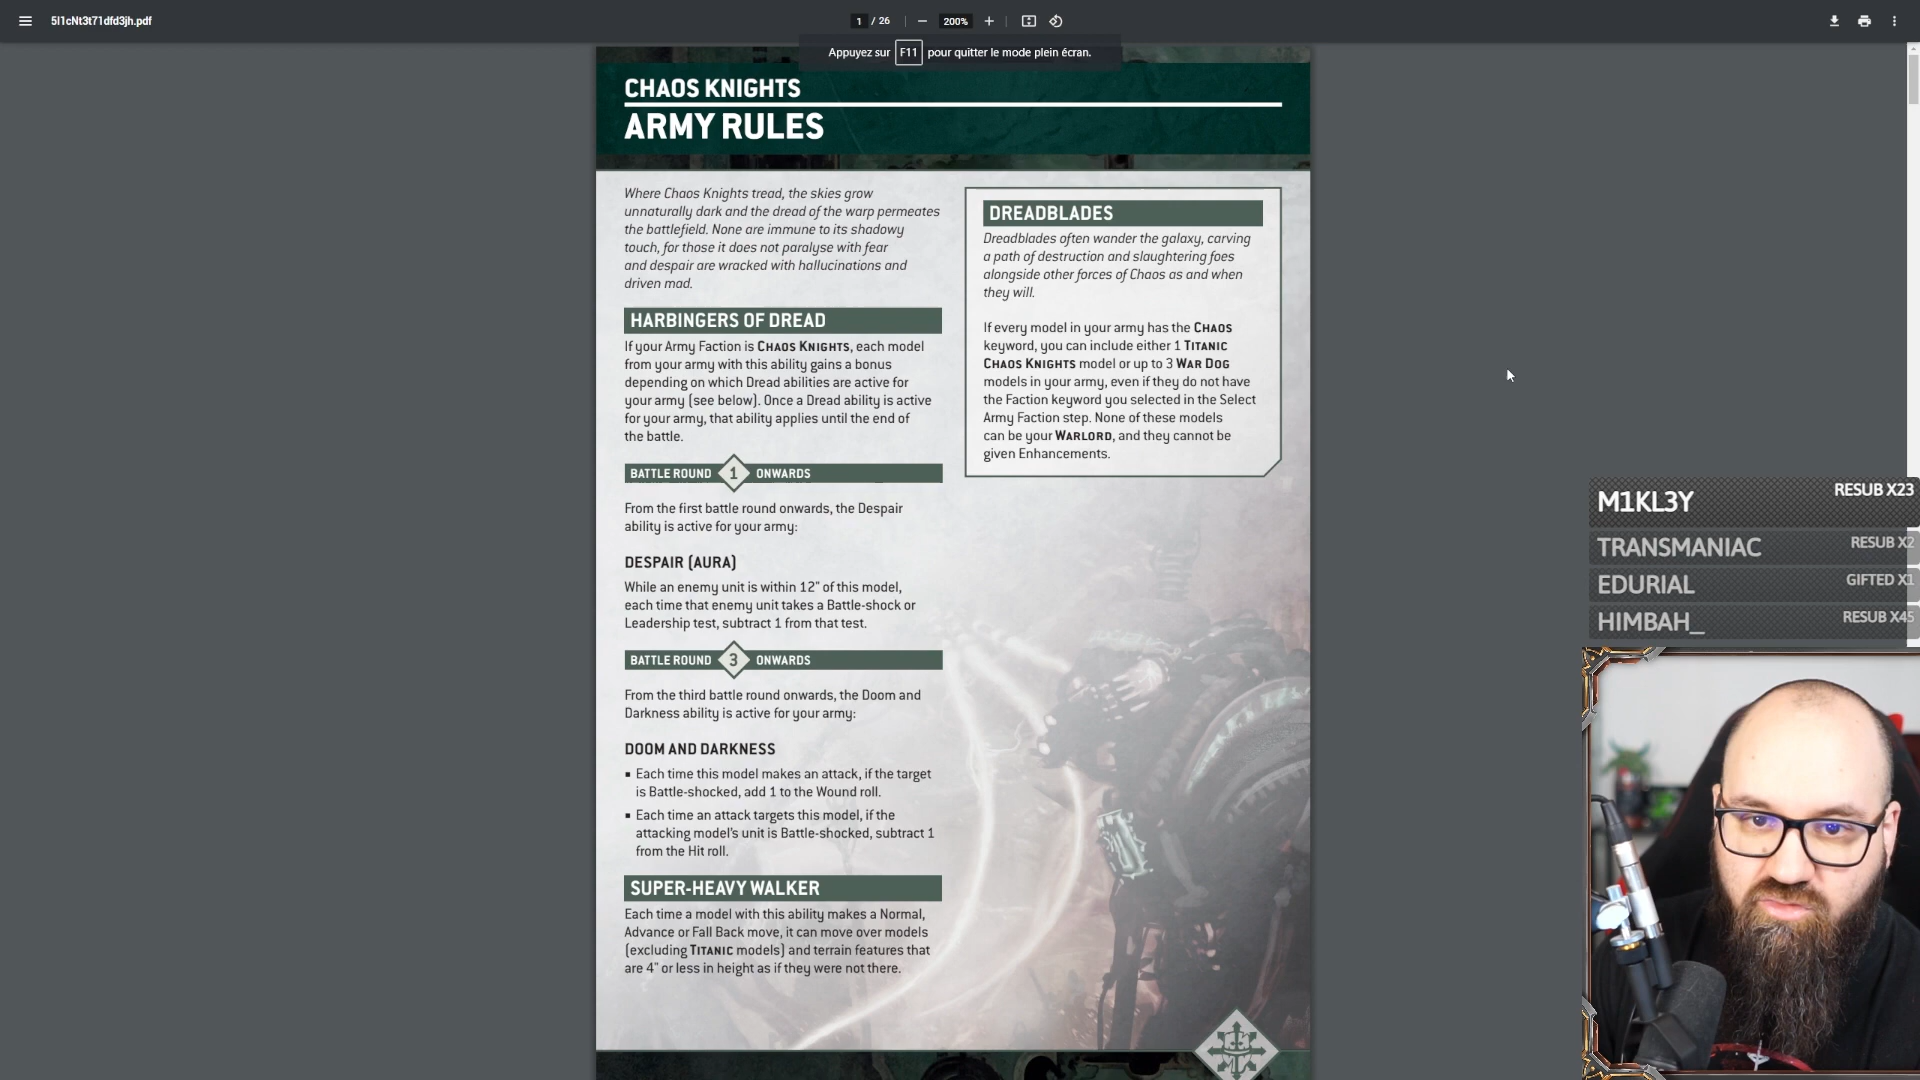 5l1cNt3t71dfd3jh.pdf
1 / 26
200%
Appuyez sur F11 pour quitter le mode plein écran.
CHAOS KNIGHTS
ARMY RULES
Where Chaos Knights tread, the skies grow
unnaturally dark and the dread of the warp permeates
the battlefield. None are immune to its shadowy
touch, for those it does not paralyse with fear
and despair are wracked with hallucinations and
driven mad.
HARBINGERS OF DREAD
If your Army Faction is CHAOS KNIGHTS, each model
from your army with this ability gains a bonus
depending on which Dread abilities are active for
your army (see below). Once a Dread ability is active
for your army, that ability applies until the end of
the battle.
BATTLE ROUND 1 ONWARDS
From the first battle round onwards, the Despair
ability is active for your army:
DESPAIR (AURA)
While an enemy unit is within 12" of this model,
each time that enemy unit takes a Battle-shock or
Leadership test, subtract 1 from that test.
BATTLE ROUND 3 ONWARDS
From the third battle round onwards, the Doom and
Darkness ability is active for your army:
DOOM AND DARKNESS
▪ Each time this model makes an attack, if the target
is Battle-shocked, add 1 to the Wound roll.
▪ Each time an attack targets this model, if the
attacking model's unit is Battle-shocked, subtract 1
from the Hit roll.
SUPER-HEAVY WALKER
Each time a model with this ability makes a Normal,
Advance or Fall Back move, it can move over models
(excluding TITANIC models) and terrain features that
are 4" or less in height as if they were not there.
DREADBLADES
Dreadblades often wander the galaxy, carving
a path of destruction and slaughtering foes
alongside other forces of Chaos as and when
they will.
If every model in your army has the CHAOS
keyword, you can include either 1 TITANIC
CHAOS KNIGHTS model or up to 3 WAR DOG
models in your army, even if they do not have
the Faction keyword you selected in the Select
Army Faction step. None of these models
can be your WARLORD, and they cannot be
given Enhancements.
M1KL3Y RESUB X23
TRANSMANIAC RESUB X2
EDURIAL GIFTED X1
HIMBAH_ RESUB X45